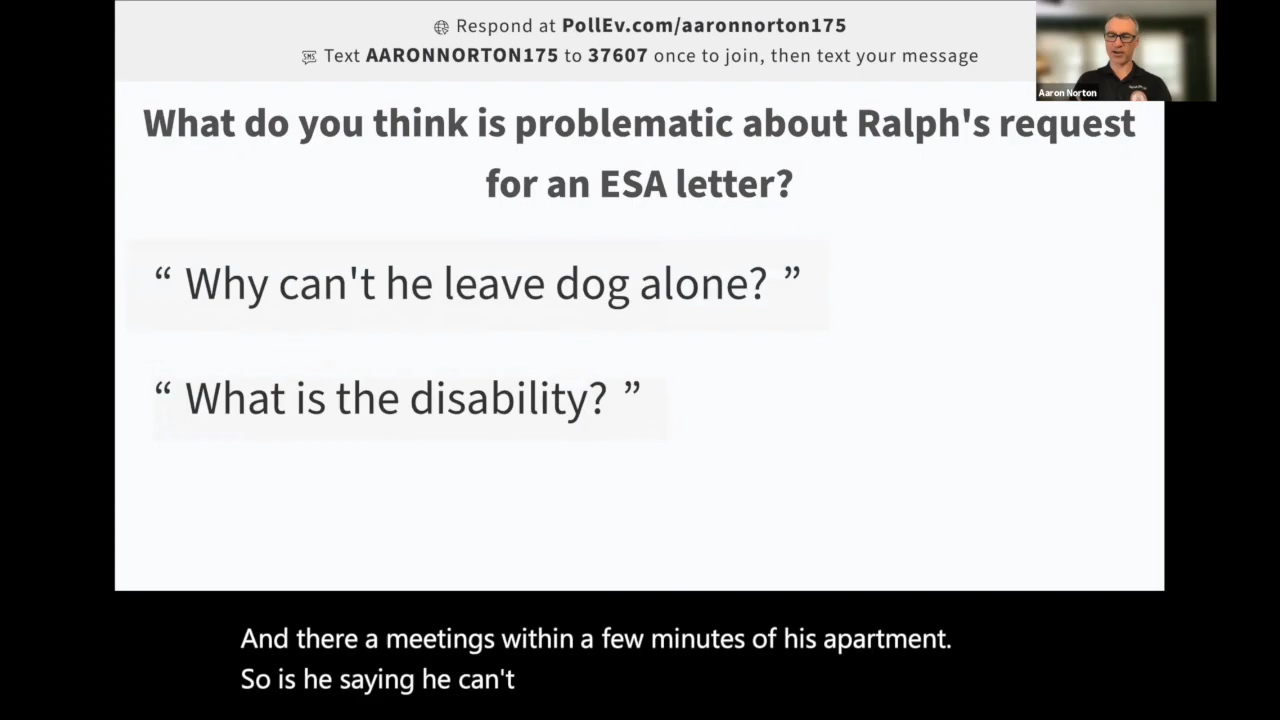 Respond at PollEv.com/aaronnorton175
Text AARONNORTON175 to 37607 once to join, then text your message
Aaron Norton
What do you think is problematic about Ralph's request
for an ESA letter?
“ Why can't he leave dog alone? ”
“ What is the disability? ”
And there a meetings within a few minutes of his apartment.
So is he saying he can't